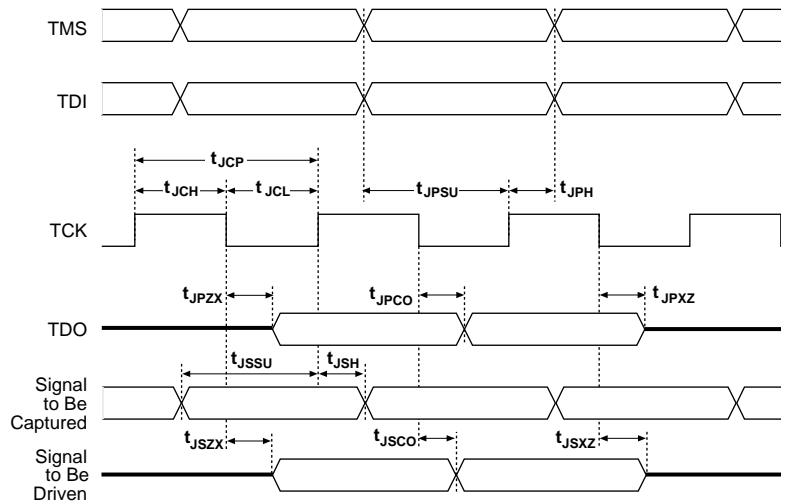 TMS
TDI
tJCP
tJCH
tJCL
tJPSU
tJPH
TCK
tJPZX
tJPCO
tJPXZ
TDO
tJSSU
tJSH
Signal
to Be
Captured
tJSZX
tJSCO
tJSXZ
Signal
to Be
Driven